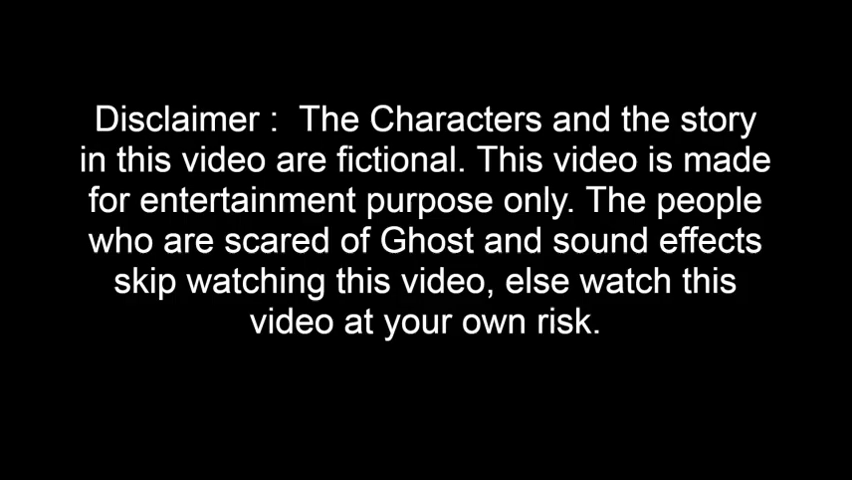 Disclaimer :  The Characters and the story
in this video are fictional. This video is made
for entertainment purpose only. The people
who are scared of Ghost and sound effects
skip watching this video, else watch this
video at your own risk.